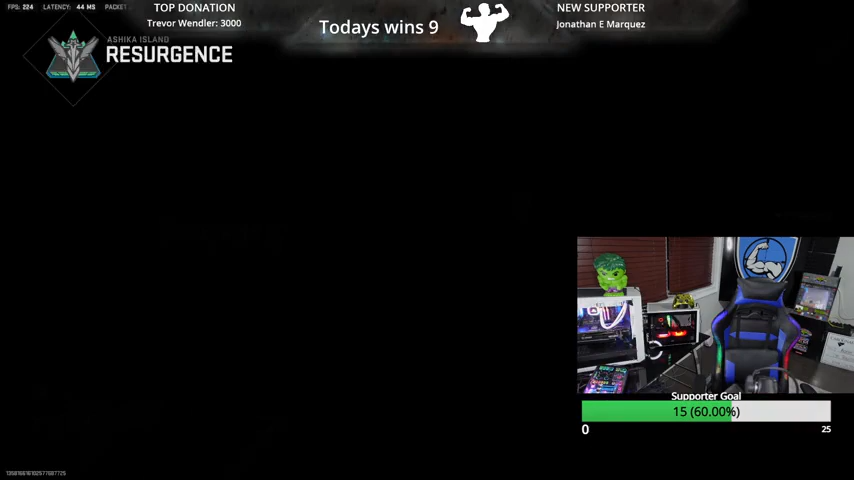 FPS: 224 LATENCY: 44 MS PACKET
TOP DONATION
Trevor Wendler: 3000
Todays wins 9
NEW SUPPORTER
Jonathan E Marquez
ASHIKA ISLAND
RESURGENCE
Supporter Goal
15 (60.00%)
0
25